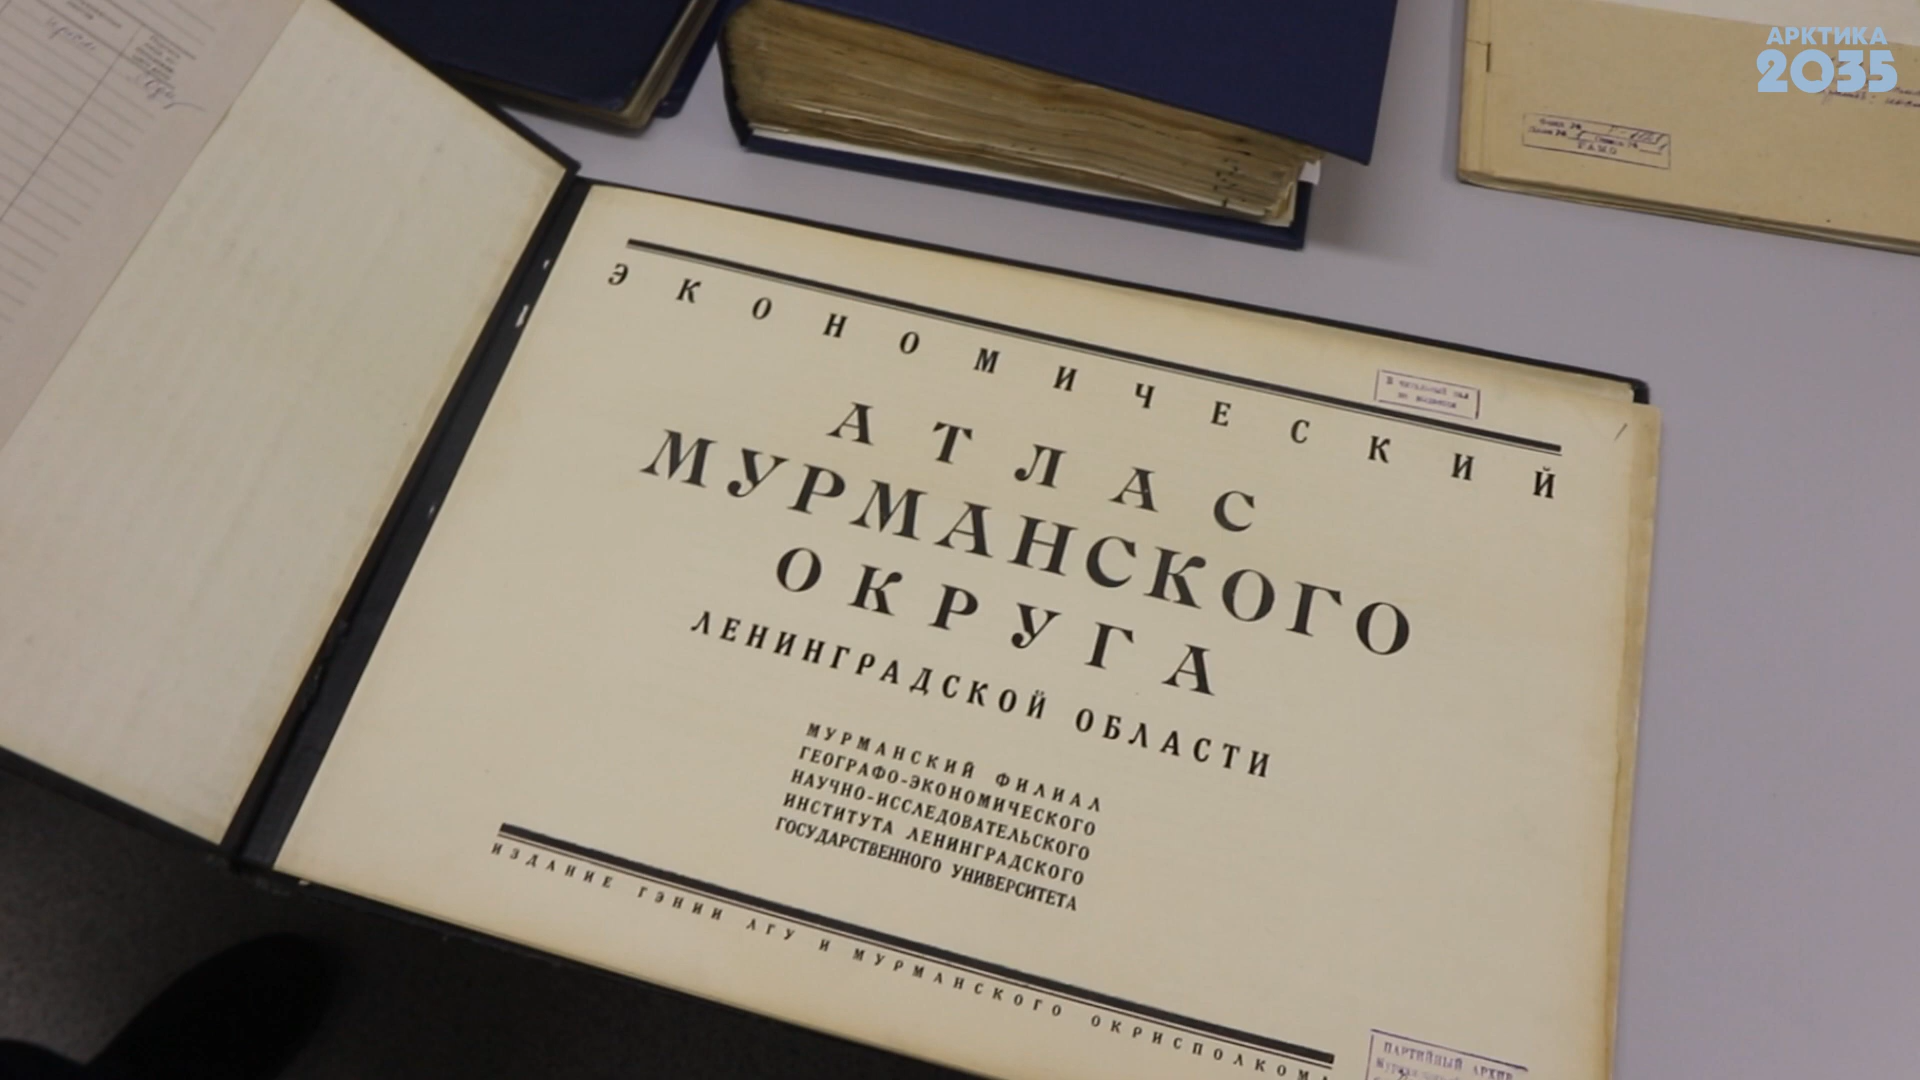 АРКТИКА
2035
ГАМО
ЭКОНОМИЧЕСКИЙ
АТЛАС
МУРМАНСКОГО
ОКРУГА
ЛЕНИНГРАДСКОЙ ОБЛАСТИ
МУРМАНСКИЙ ФИЛИАЛ
ГЕОГРАФО-ЭКОНОМИЧЕСКОГО
НАУЧНО-ИССЛЕДОВАТЕЛЬСКОГО
ИНСТИТУТА ЛЕНИНГРАДСКОГО
ГОСУДАРСТВЕННОГО УНИВЕРСИТЕТА
ИЗДАНИЕ ГЭНИИ ЛГУ И МУРМАНСКОГО ОКРИСПОЛКОМА
ПАРТИЙНЫЙ АРХИВ